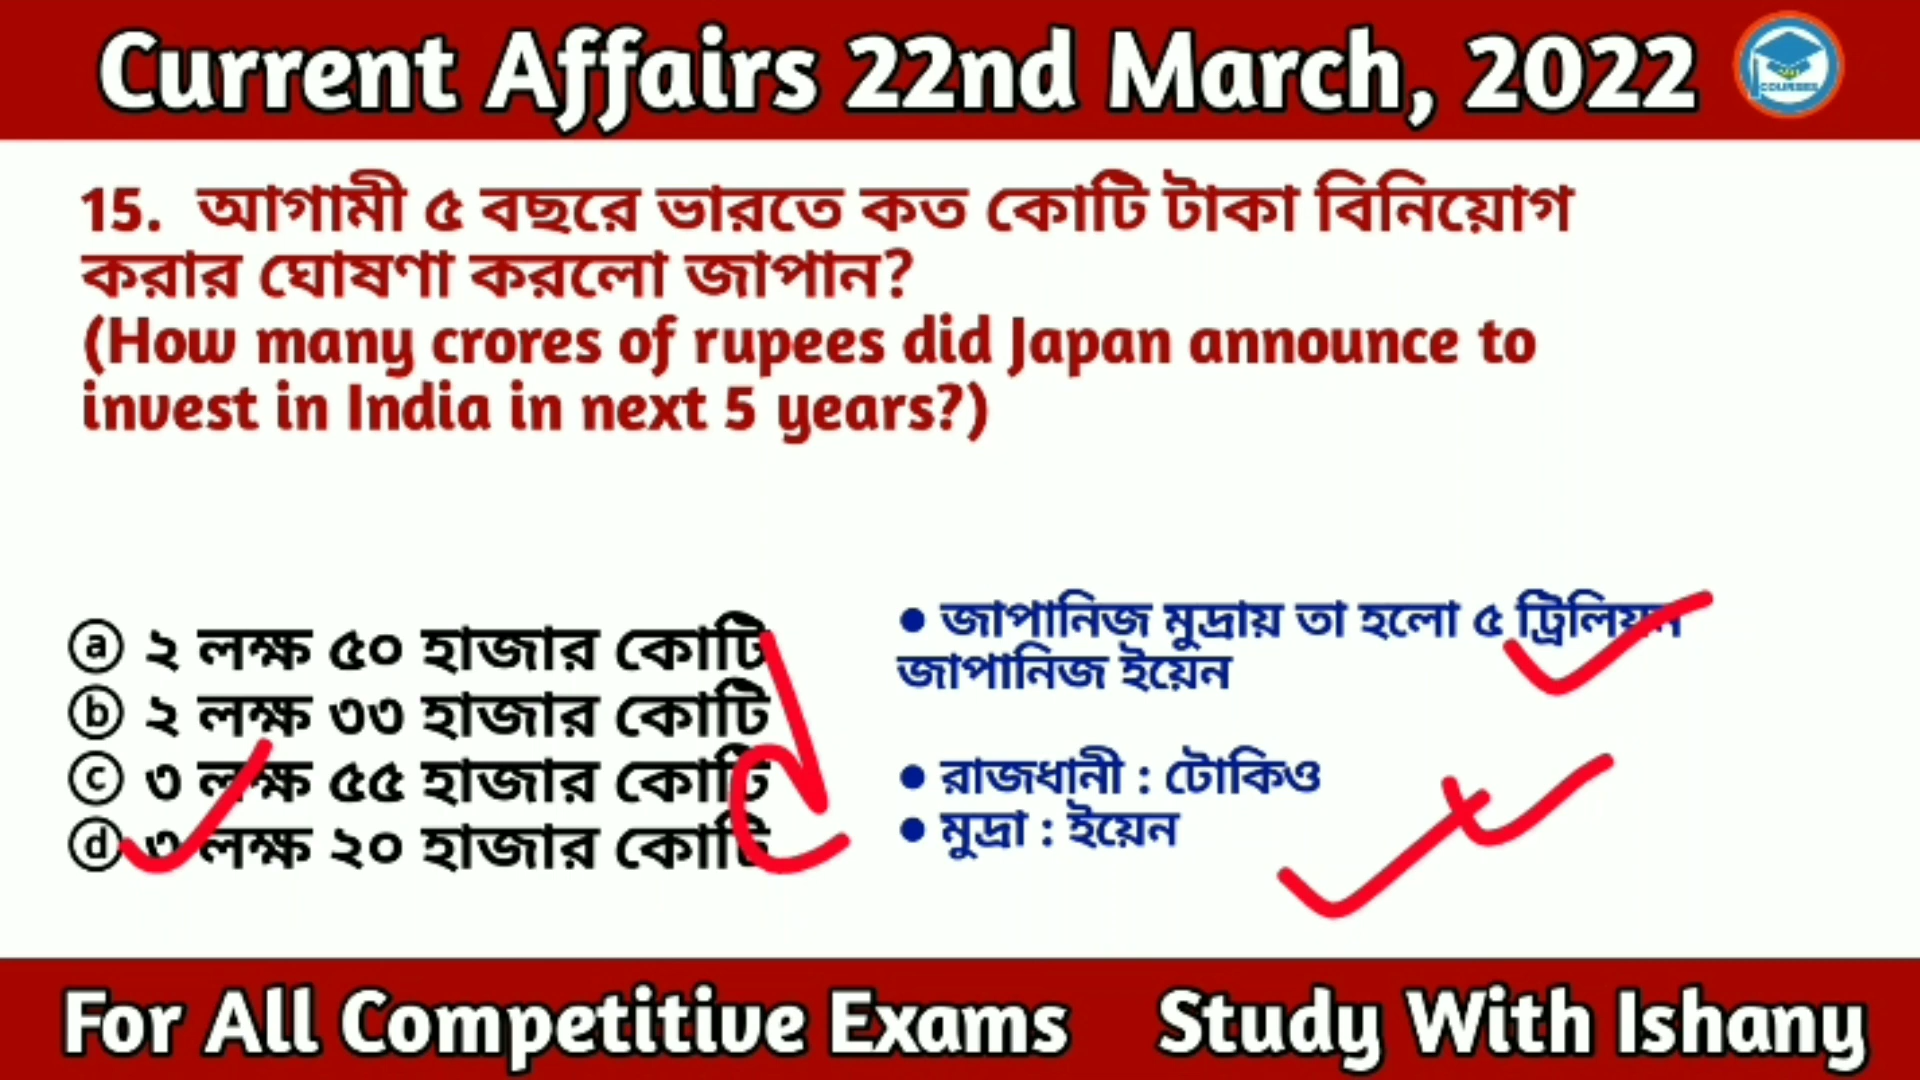 Current Affairs 22nd March, 2022
COURSES
15. আগামী ৫ বছরে ভারতে কত কোটি টাকা বিনিয়োগ
করার ঘোষণা করলো জাপান?
(How many crores of rupees did Japan announce to
invest in India in next 5 years?)
ⓐ ২ লক্ষ ৫০ হাজার কোটি
ⓑ ২ লক্ষ ৩৩ হাজার কোটি
ⓒ ৩ লক্ষ ৫৫ হাজার কোটি
ⓓ ৩ লক্ষ ২০ হাজার কোটি
● জাপানিজ মুদ্রায় তা হলো ৫ ট্রিলিয়ন
জাপানিজ ইয়েন
● রাজধানী : টোকিও
● মুদ্রা : ইয়েন
For All Competitive Exams Study With Ishany